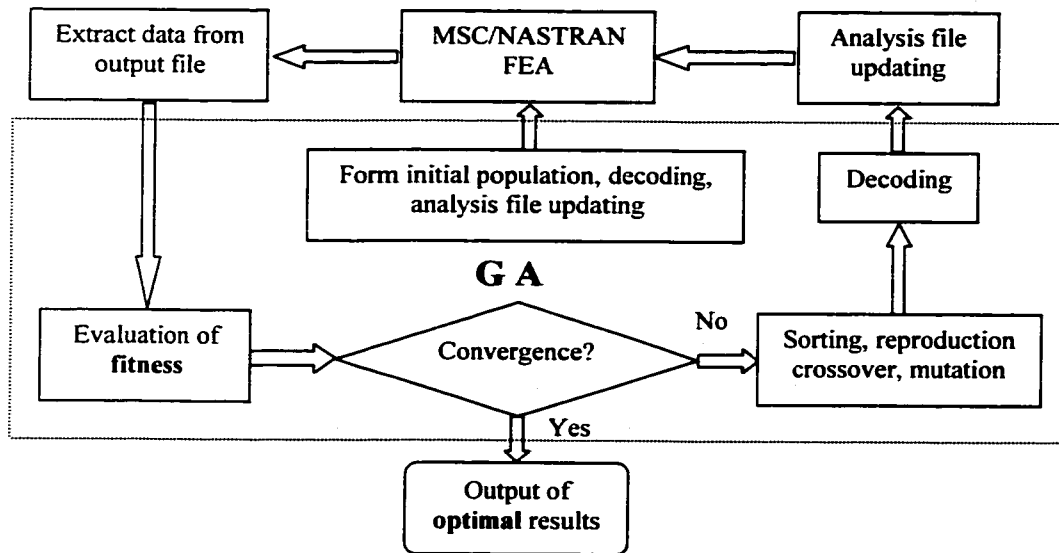 Extract data from
output file
MSC/NASTRAN
FEA
Analysis file
updating
Form initial population, decoding,
analysis file updating
Decoding
G A
Evaluation of
fitness
Convergence?
No
Sorting, reproduction
crossover, mutation
Yes
Output of
optimal results